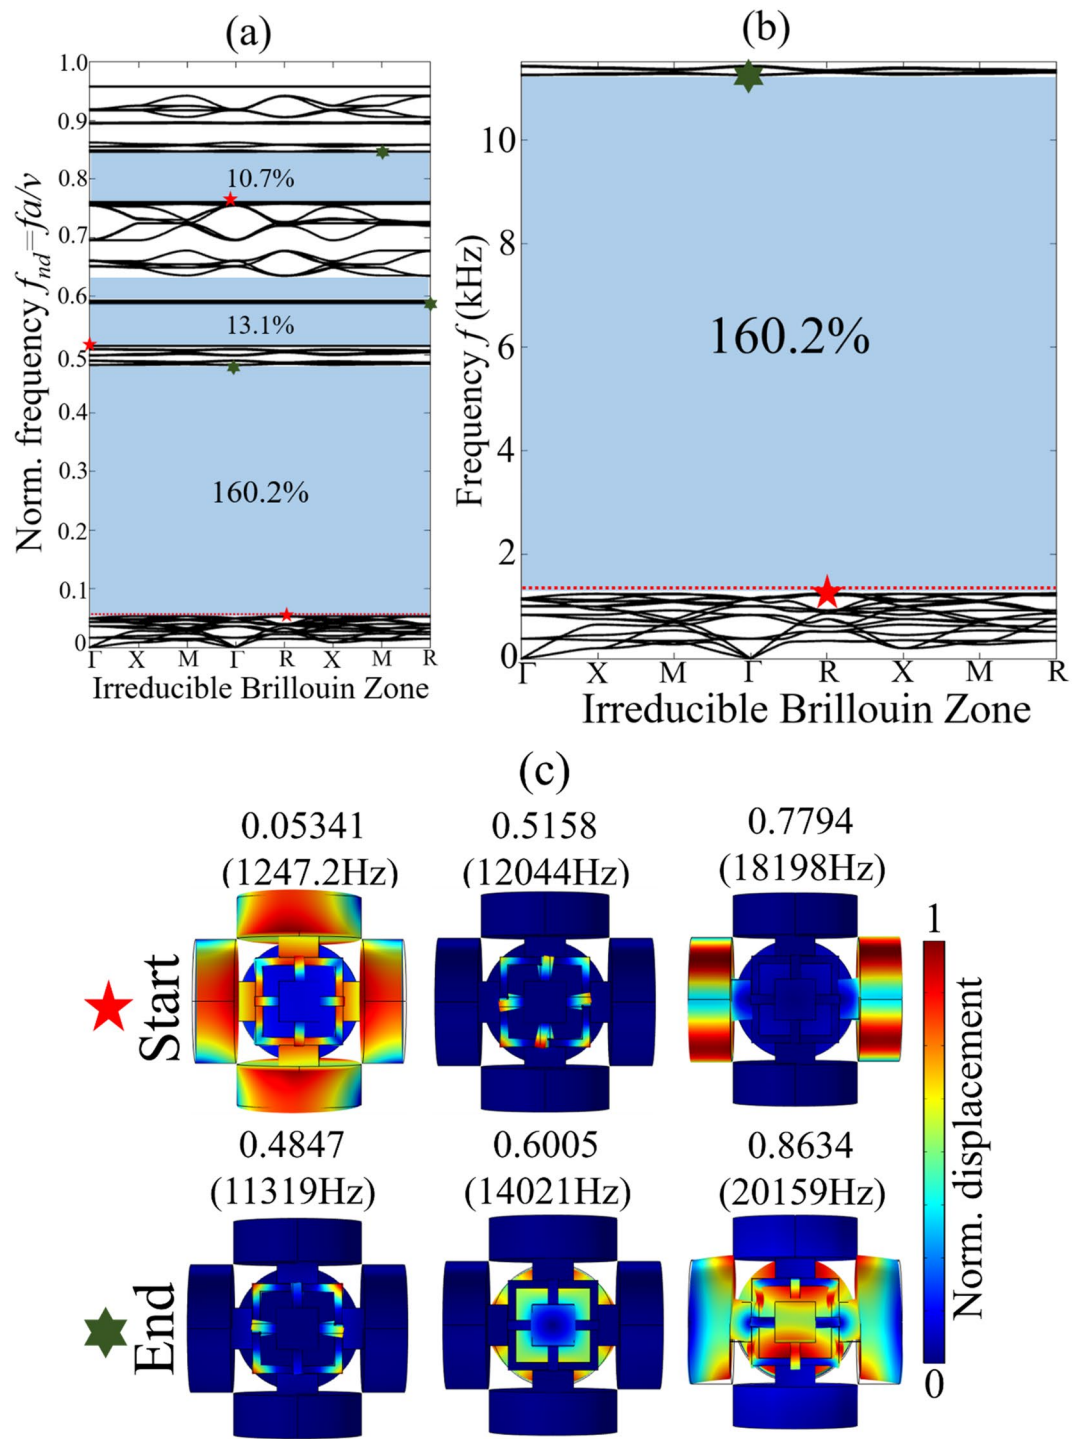 (a)
1.0
0.9
0.8
0.7
0.6
0.5
0.4
0.3
0.2
0.1
0
Norm. frequency f_nd=fa/v
10.7%
13.1%
160.2%
Γ X M Γ R X M R
Irreducible Brillouin Zone
(b)
10
8
6
4
2
0
Frequency f (kHz)
160.2%
Γ X M Γ R X M R
Irreducible Brillouin Zone
(c)
0.05341 0.5158 0.7794
(1247.2Hz) (12044Hz) (18198Hz)
Start
0.4847 0.6005 0.8634
(11319Hz) (14021Hz) (20159Hz)
End
1
Norm. displacement
0